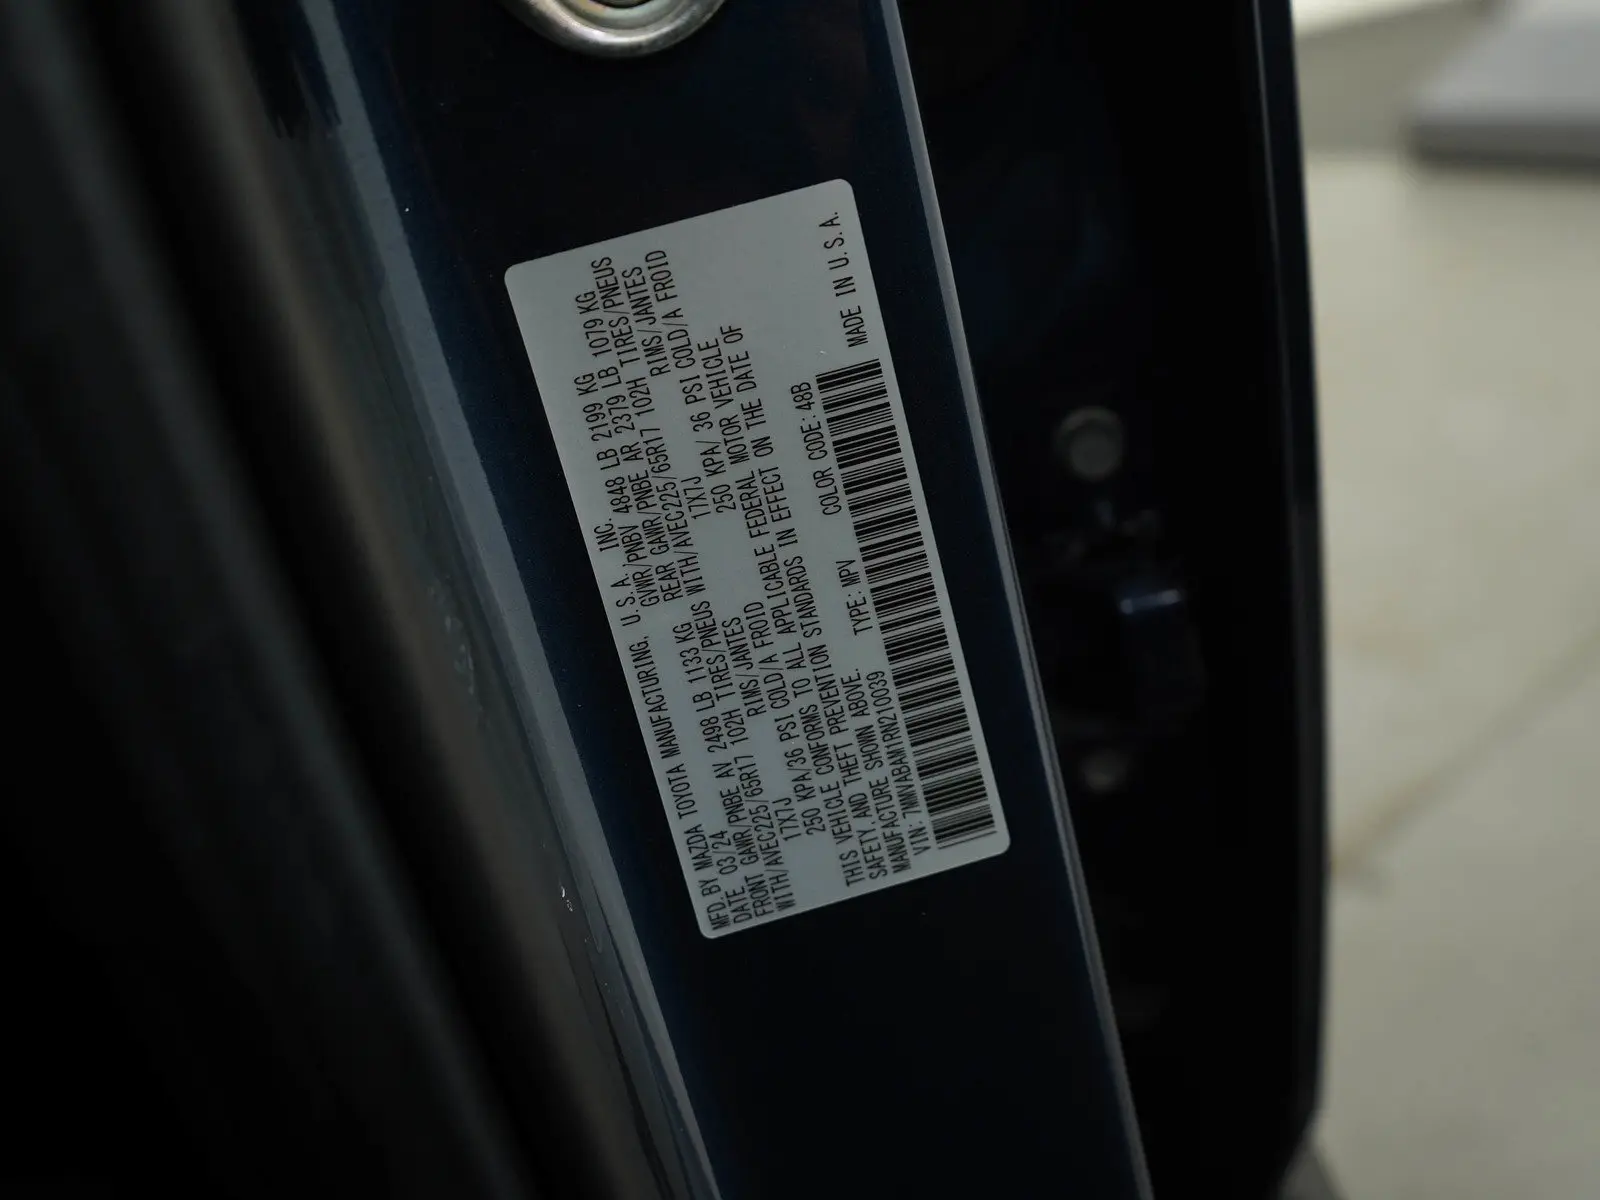 MFD. BY MAZDA TOYOTA MANUFACTURING, U.S.A. INC.
DATE 03/24 GVWR/PNBV 4848 LB 2199 KG
FRONT GAWR/PNBE AV 2498 LB 1133 KG REAR GAWR/PNBE AR 2379 LB 1079 KG
WITH/AVEC225/65R17 102H TIRES/PNEUS WITH/AVEC225/65R17 102H TIRES/PNEUS
17X7J RIMS/JANTES 17X7J RIMS/JANTES
250 KPA/36 PSI COLD/A FROID 250 KPA/ 36 PSI COLD/A FROID
THIS VEHICLE CONFORMS TO ALL APPLICABLE FEDERAL MOTOR VEHICLE
SAFETY, AND THEFT PREVENTION STANDARDS IN EFFECT ON THE DATE OF
MANUFACTURE SHOWN ABOVE.
VIN: 7MMVABAM1RN210039 TYPE: MPV COLOR CODE: 48B
MADE IN U.S.A.